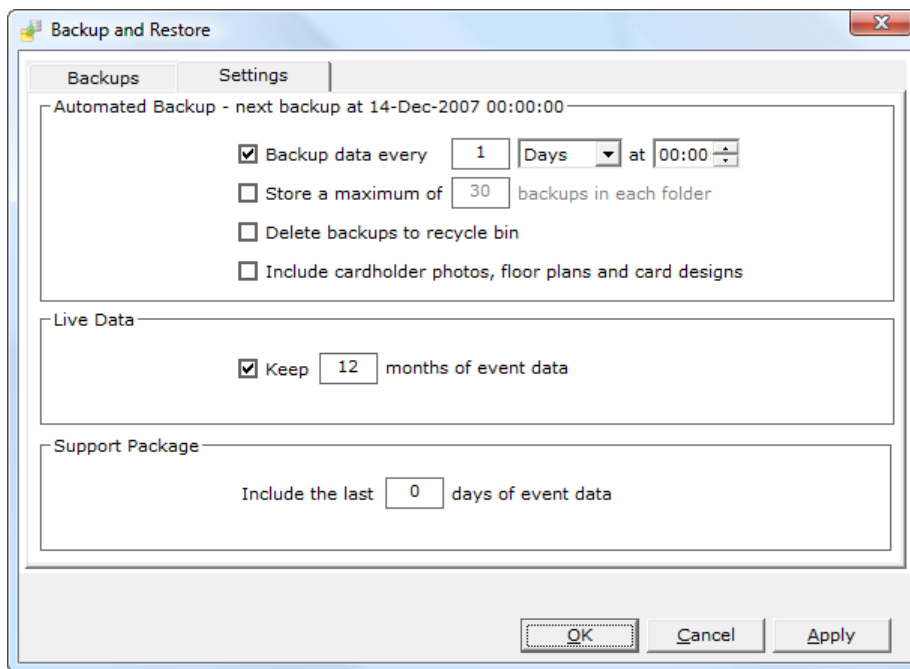 Backup and Restore
Backups Settings
Automated Backup - next backup at 14-Dec-2007 00:00:00
Backup data every 1 Days at 00:00
Store a maximum of 30 backups in each folder
Delete backups to recycle bin
Include cardholder photos, floor plans and card designs
Live Data
Keep 12 months of event data
Support Package
Include the last 0 days of event data
OK Cancel Apply